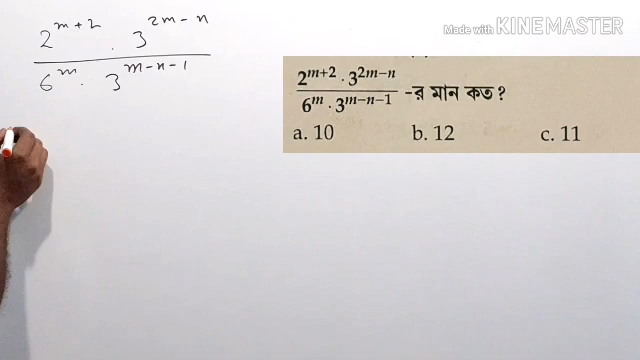 Made with KINEMASTER
2^{m+2} . 3^{2m-n}
6^m . 3^{m-n-1}
2^{m+2} · 3^{2m−n}
6^m · 3^{m−n−1}
-র মান কত?
a. 10 b. 12 c. 11